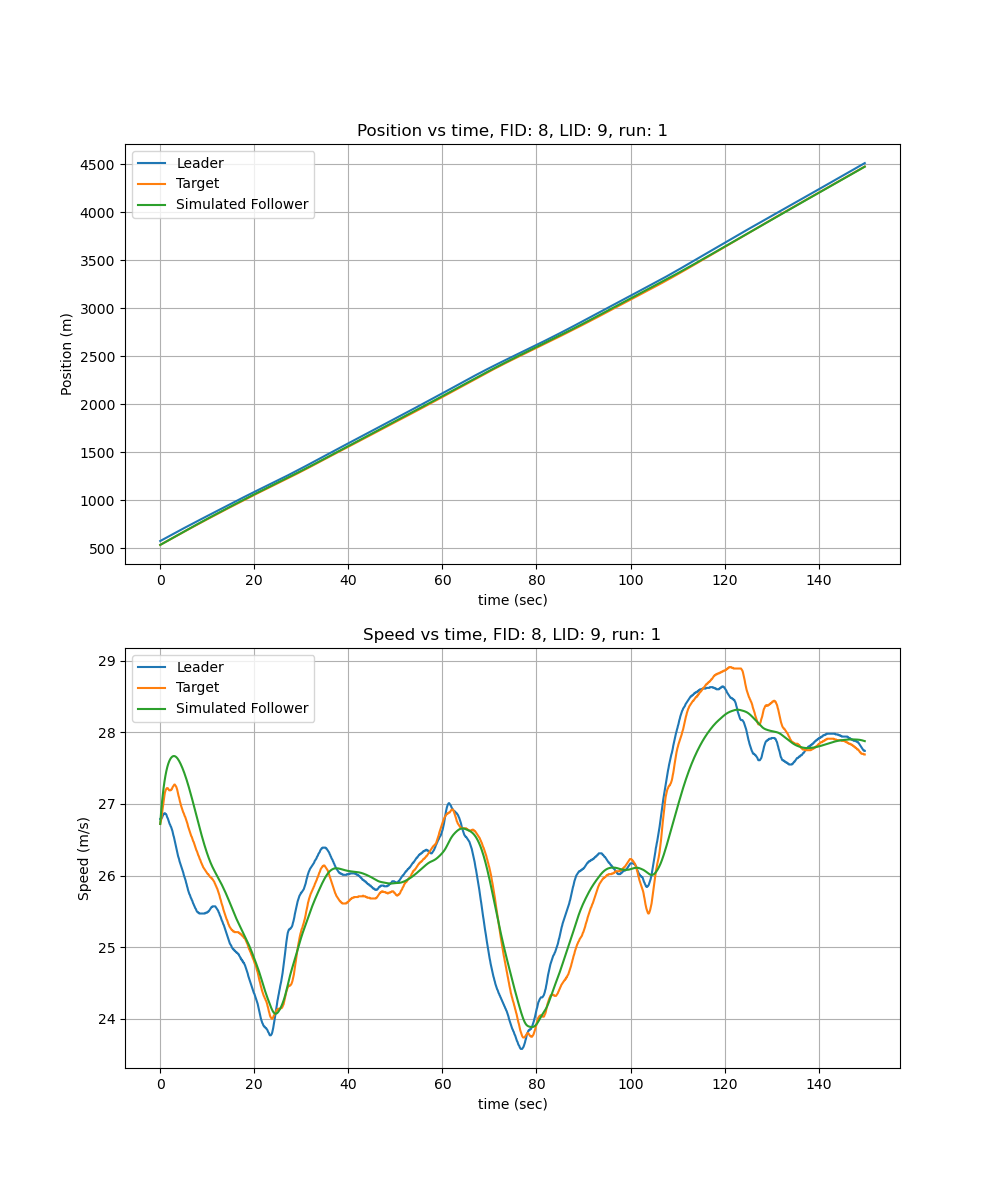 Position vs time, FID: 8, LID: 9, run: 1
Leader
Target
Simulated Follower
4500
4000
3500
3000
2500
2000
1500
1000
500
Position (m)
0 20 40 60 80 100 120 140
time (sec)
Speed vs time, FID: 8, LID: 9, run: 1
Leader
Target
Simulated Follower
29
28
27
26
25
24
Speed (m/s)
0 20 40 60 80 100 120 140
time (sec)